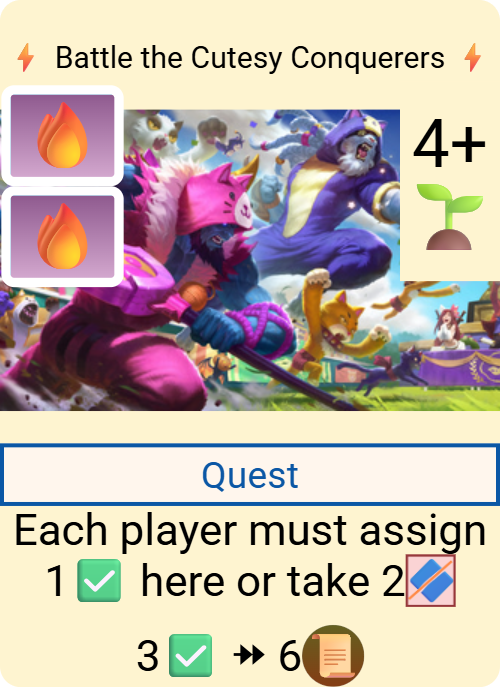 Battle the Cutesy Conquerers
4+
Quest
Each player must assign
1 ✅ here or take 2
3 ✅ ↠ 6